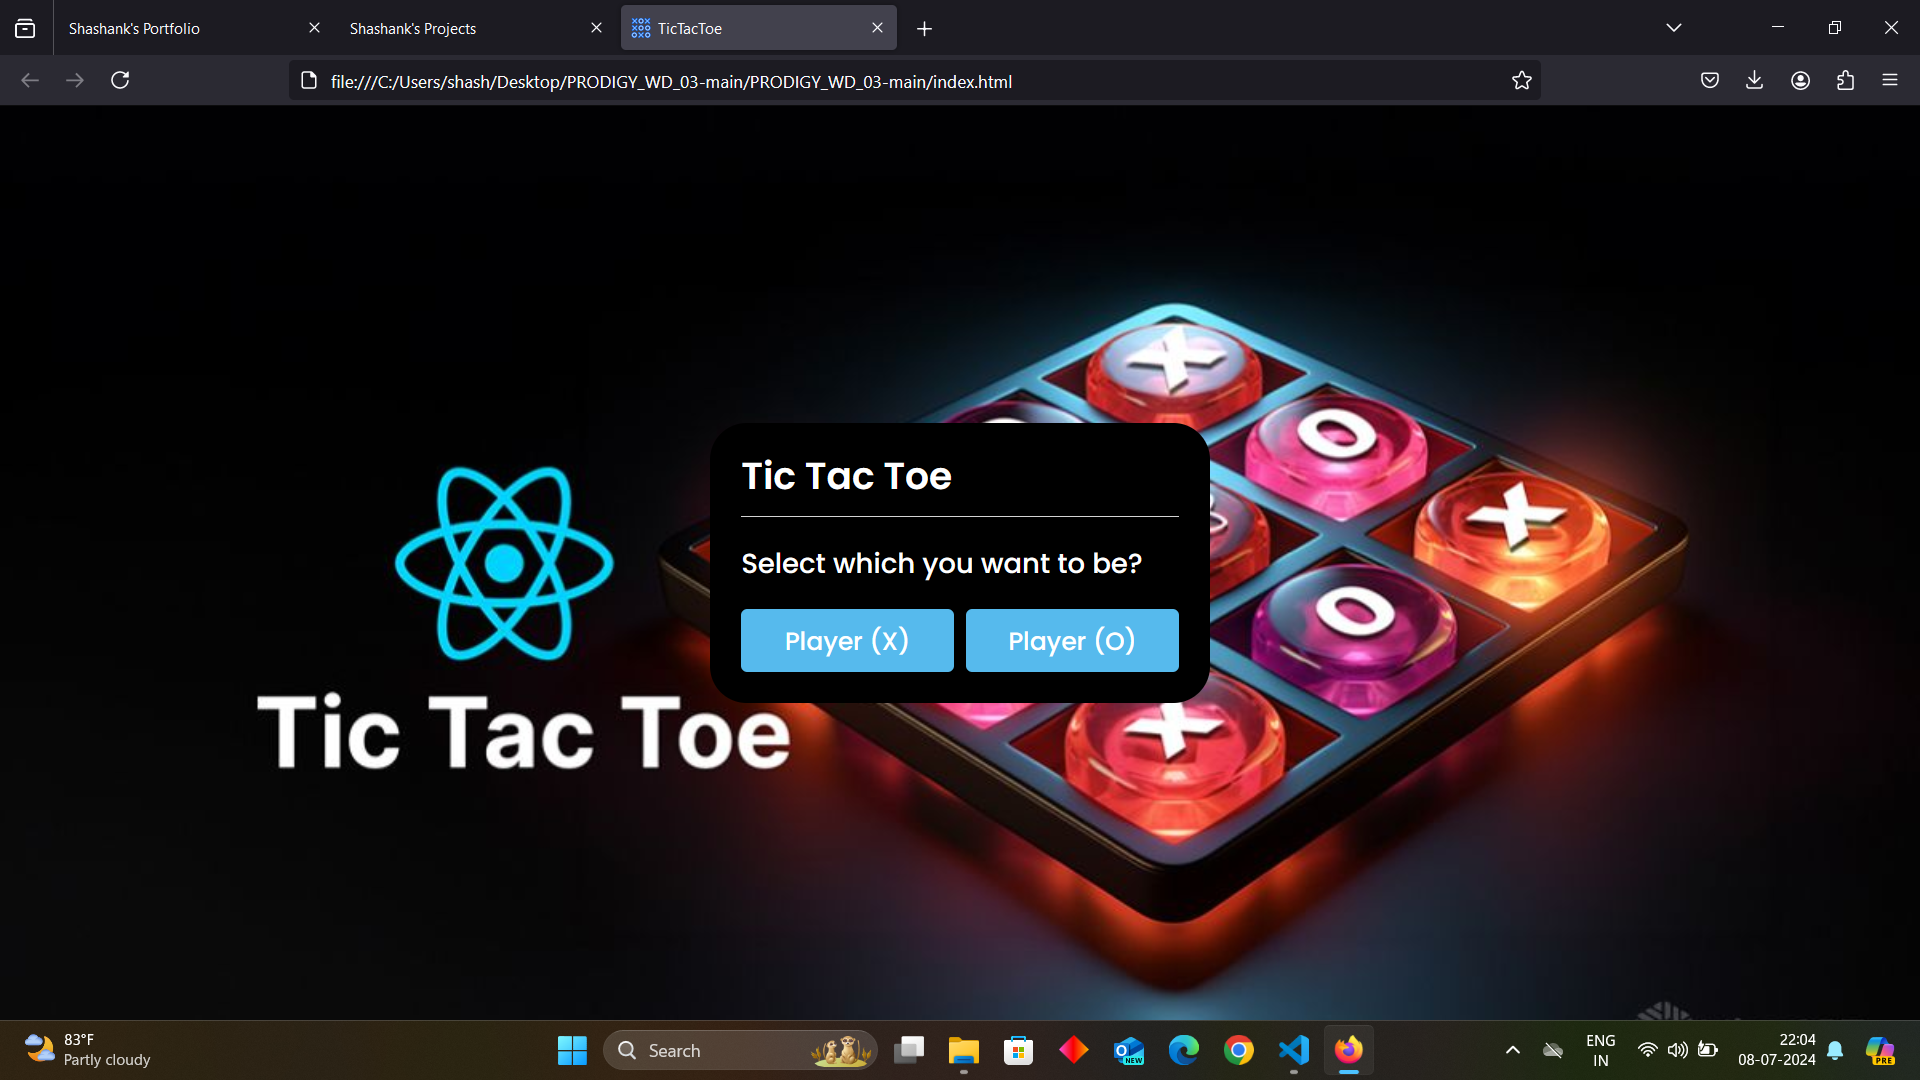 Shashank's Portfolio
Shashank's Projects
TicTacToe
file:///C:/Users/shash/Desktop/PRODIGY_WD_03-main/PRODIGY_WD_03-main/index.html
X
O
X
O
X
Tic Tac Toe
Select which you want to be?
Player (X)
Player (O)
Tic Tac Toe
83°F
Partly cloudy
Search
NEW
ENG
IN
22:04
08-07-2024
PRE